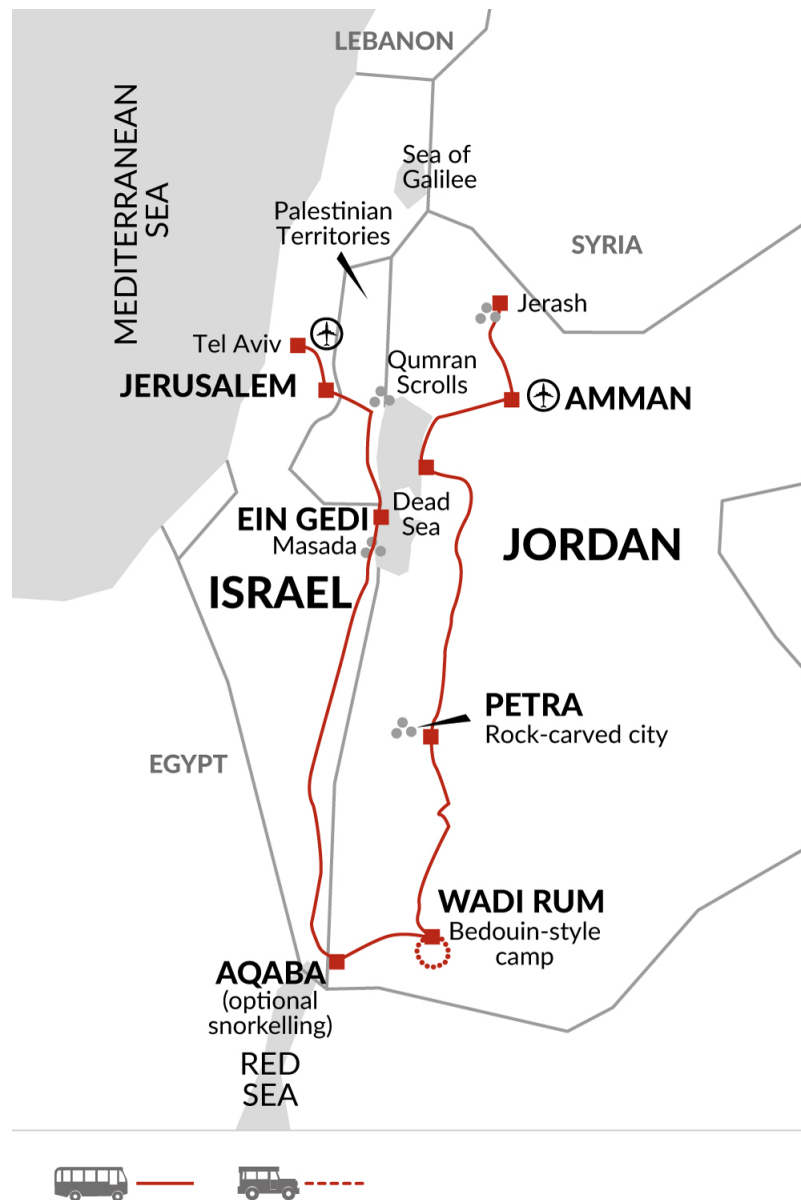 LEBANON
MEDITERRANEAN
SEA
Sea of
Galilee
Palestinian
Territories
SYRIA
Jerash
Tel Aviv
Qumran
Scrolls
JERUSALEM
AMMAN
EIN GEDI
Dead
Sea
Masada
JORDAN
ISRAEL
PETRA
Rock-carved city
EGYPT
WADI RUM
Bedouin-style
camp
AQABA
(optional
snorkelling)
RED
SEA